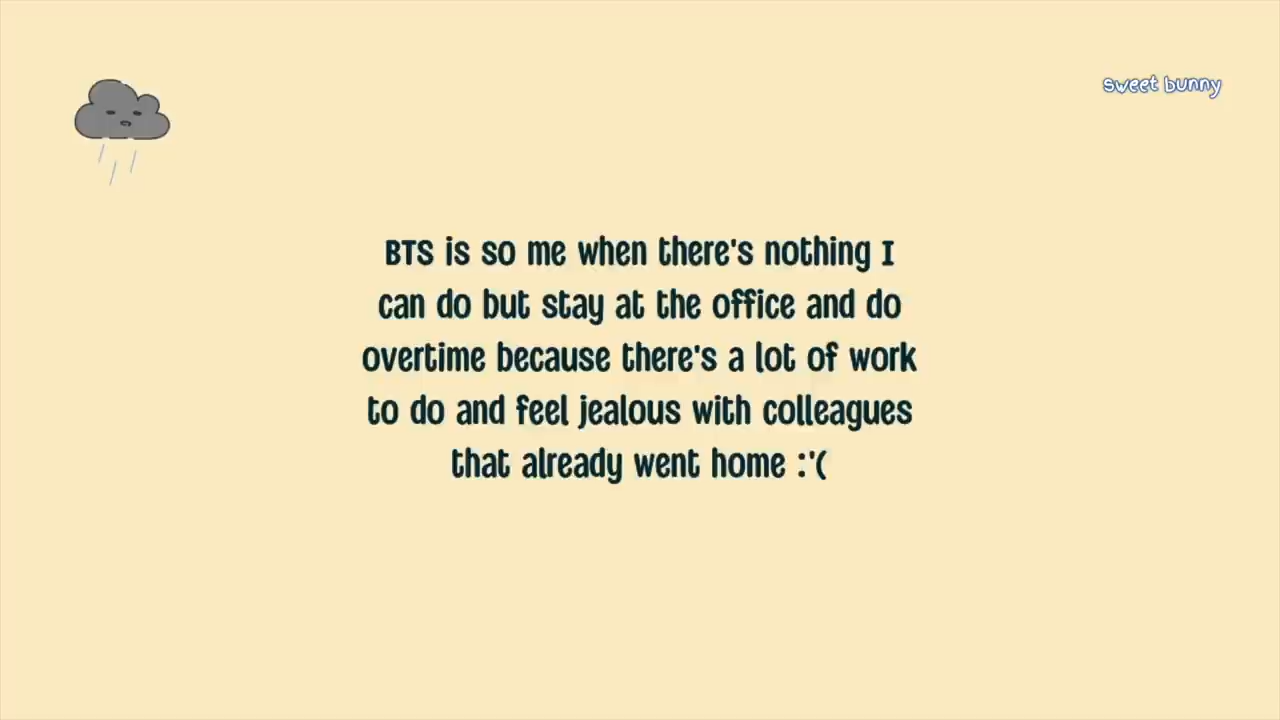 sweet bunny
BTS is so me when there's nothing I
can do but stay at the office and do
overtime because there's a lot of work
to do and feel jealous with colleagues
that already went home :'(